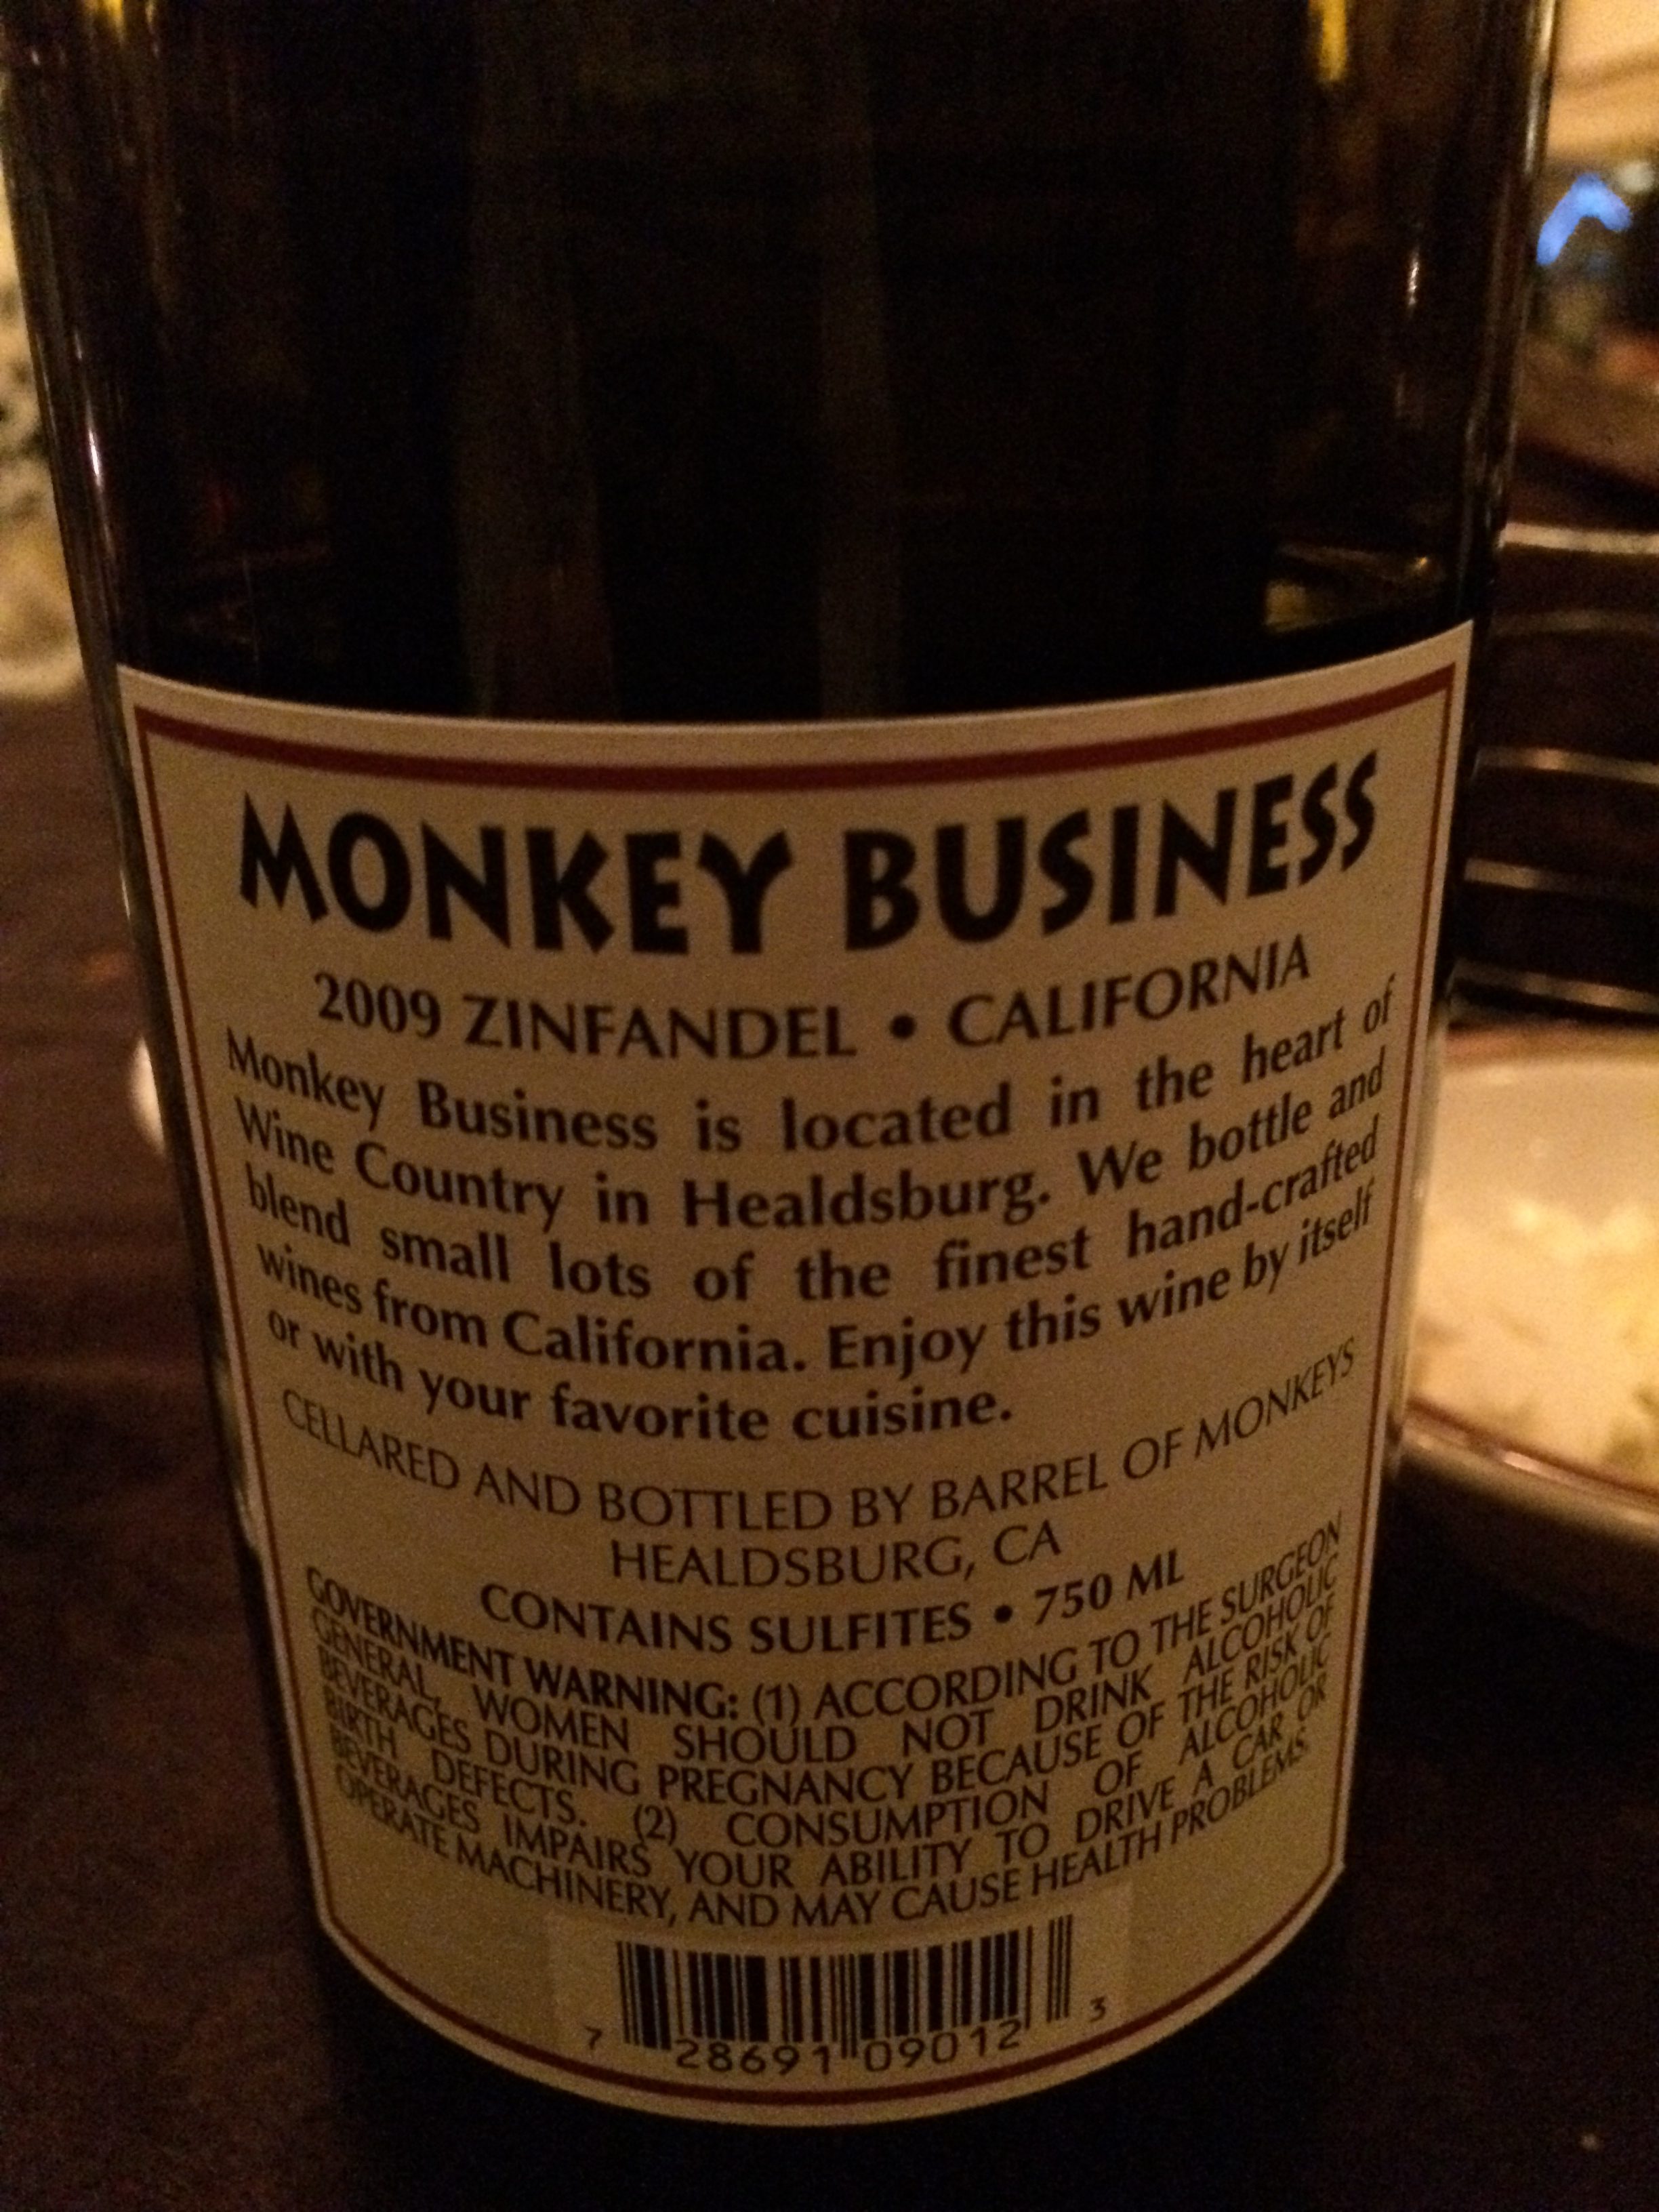 MONKEY BUSINESS
2009 ZINFANDEL • CALIFORNIA
Monkey Business is located in the heart of
Wine Country in Healdsburg. We bottle and
blend small lots of the finest hand-crafted
wines from California. Enjoy this wine by itself
or with your favorite cuisine.
CELLARED AND BOTTLED BY BARREL OF MONKEYS
HEALDSBURG, CA
CONTAINS SULFITES • 750 ML
GOVERNMENT WARNING: (1) ACCORDING TO THE SURGEON
GENERAL, WOMEN SHOULD NOT DRINK ALCOHOLIC
BEVERAGES DURING PREGNANCY BECAUSE OF THE RISK OF
BIRTH DEFECTS. (2) CONSUMPTION OF ALCOHOLIC
BEVERAGES IMPAIRS YOUR ABILITY TO DRIVE A CAR OR
OPERATE MACHINERY, AND MAY CAUSE HEALTH PROBLEMS.
7 28691 09012 3